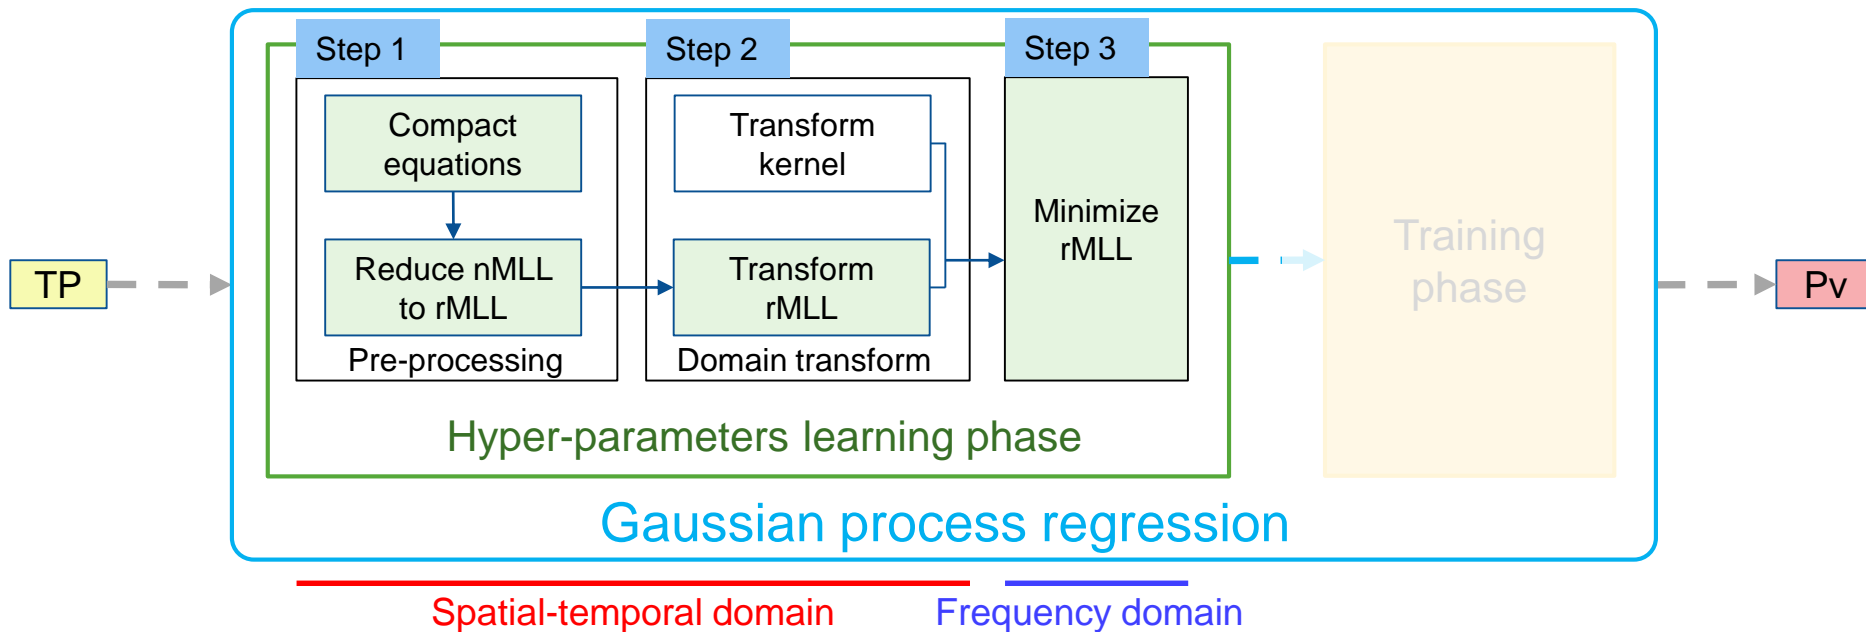 Step 1
Step 2
Step 3
Compact
equations
Reduce nMLL
to rMLL
Pre-processing
Transform
kernel
Transform
rMLL
Domain transform
Minimize
rMLL
Training
phase
TP
Pv
Hyper-parameters learning phase
Gaussian process regression
Spatial-temporal domain
Frequency domain